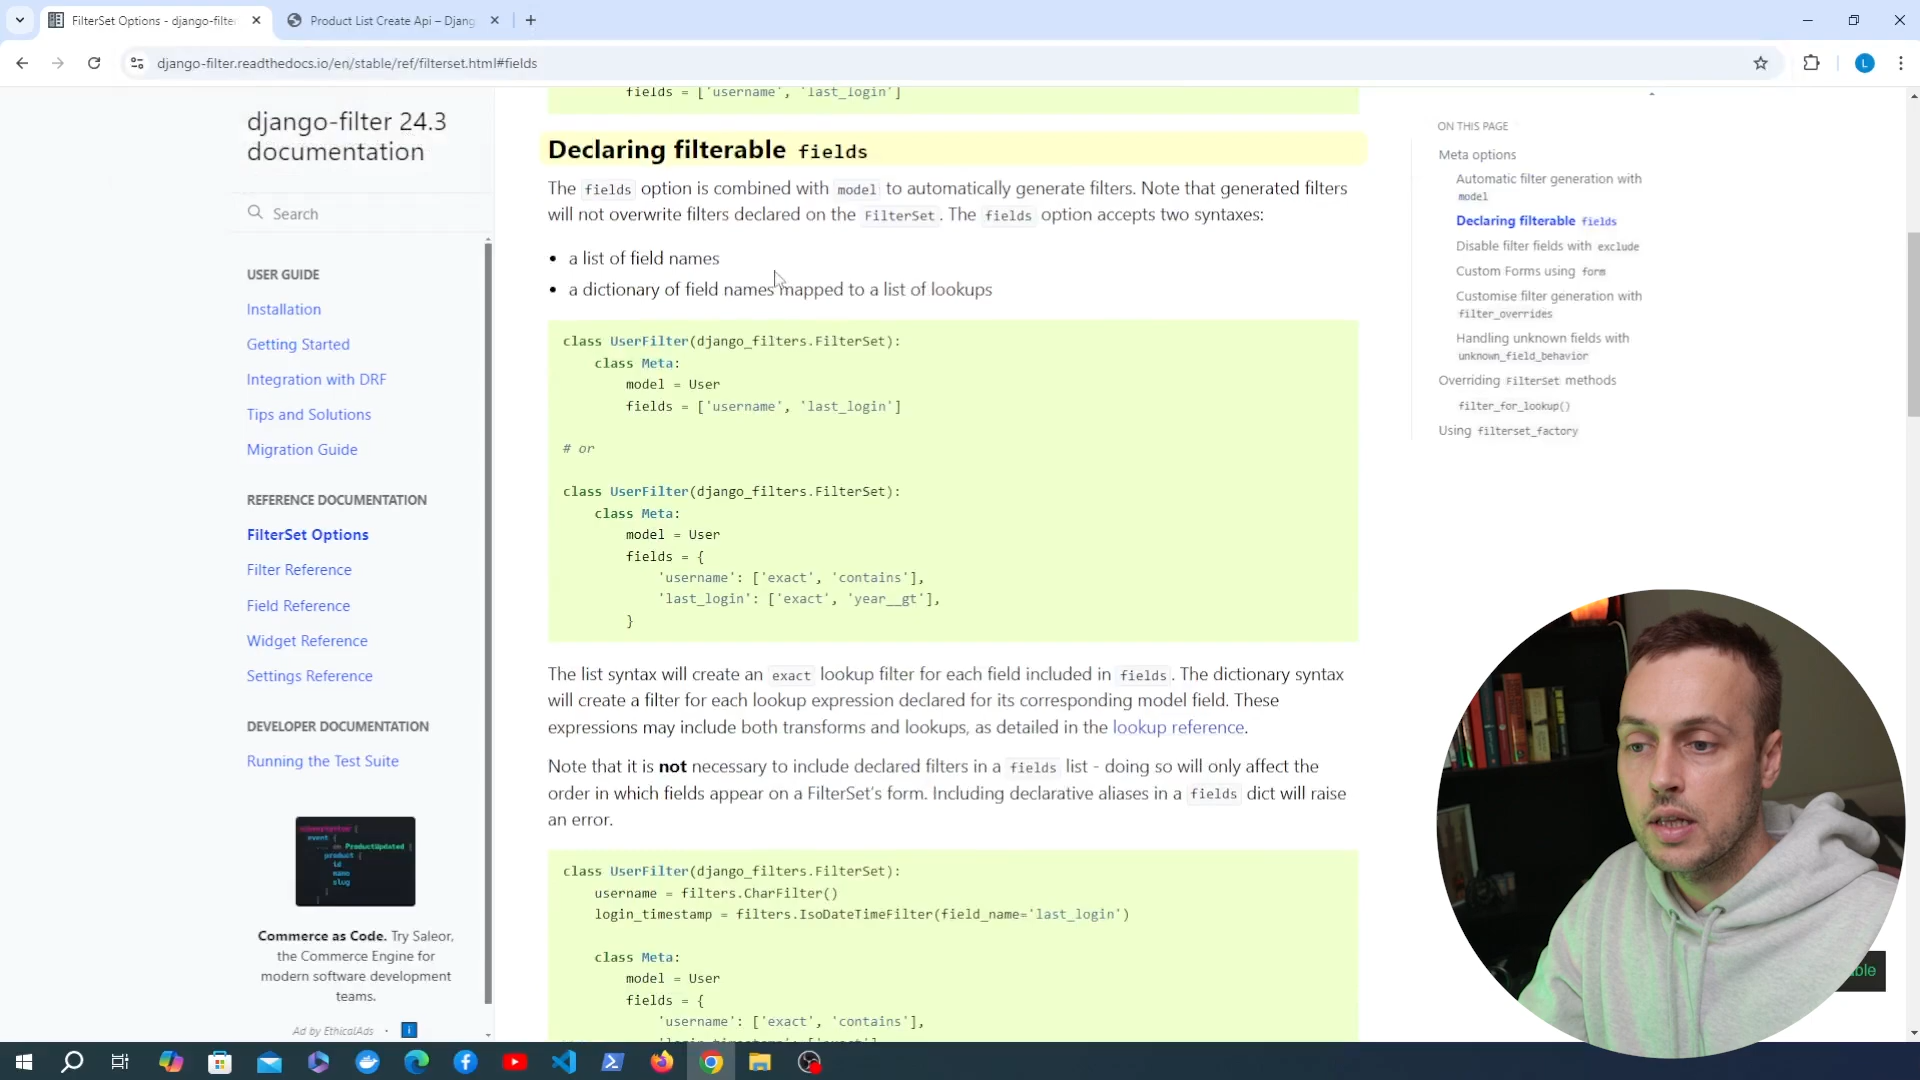 FilterSet Options - django-filte
Product List Create Api – Djang
django-filter.readthedocs.io/en/stable/ref/filterset.html#fields
L
django-filter 24.3
documentation
Search
USER GUIDE
Installation
Getting Started
Integration with DRF
Tips and Solutions
Migration Guide
REFERENCE DOCUMENTATION
FilterSet Options
Filter Reference
Field Reference
Widget Reference
Settings Reference
DEVELOPER DOCUMENTATION
Running the Test Suite
event {
... on ProductUpdated {
product {
id
name
slug
}
}
Commerce as Code. Try Saleor,
the Commerce Engine for
modern software development
teams.
Ad by EthicalAds · i
fields = ['username', 'last_login']
Declaring filterable fields
The fields option is combined with model to automatically generate filters. Note that generated filters
will not overwrite filters declared on the FilterSet. The fields option accepts two syntaxes:
• a list of field names
• a dictionary of field names mapped to a list of lookups
class UserFilter(django_filters.FilterSet):
class Meta:
model = User
fields = ['username', 'last_login']
# or
class UserFilter(django_filters.FilterSet):
class Meta:
model = User
fields = {
'username': ['exact', 'contains'],
'last_login': ['exact', 'year__gt'],
}
The list syntax will create an exact lookup filter for each field included in fields. The dictionary syntax
will create a filter for each lookup expression declared for its corresponding model field. These
expressions may include both transforms and lookups, as detailed in the lookup reference.
Note that it is not necessary to include declared filters in a fields list - doing so will only affect the
order in which fields appear on a FilterSet's form. Including declarative aliases in a fields dict will raise
an error.
class UserFilter(django_filters.FilterSet):
username = filters.CharFilter()
login_timestamp = filters.IsoDateTimeFilter(field_name='last_login')
class Meta:
model = User
fields = {
'username': ['exact', 'contains'],
'login_timestamp': ['exact'],
ON THIS PAGE
Meta options
Automatic filter generation with
model
Declaring filterable fields
Disable filter fields with exclude
Custom Forms using form
Customise filter generation with
filter_overrides
Handling unknown fields with
unknown_field_behavior
Overriding FilterSet methods
filter_for_lookup()
Using filterset_factory